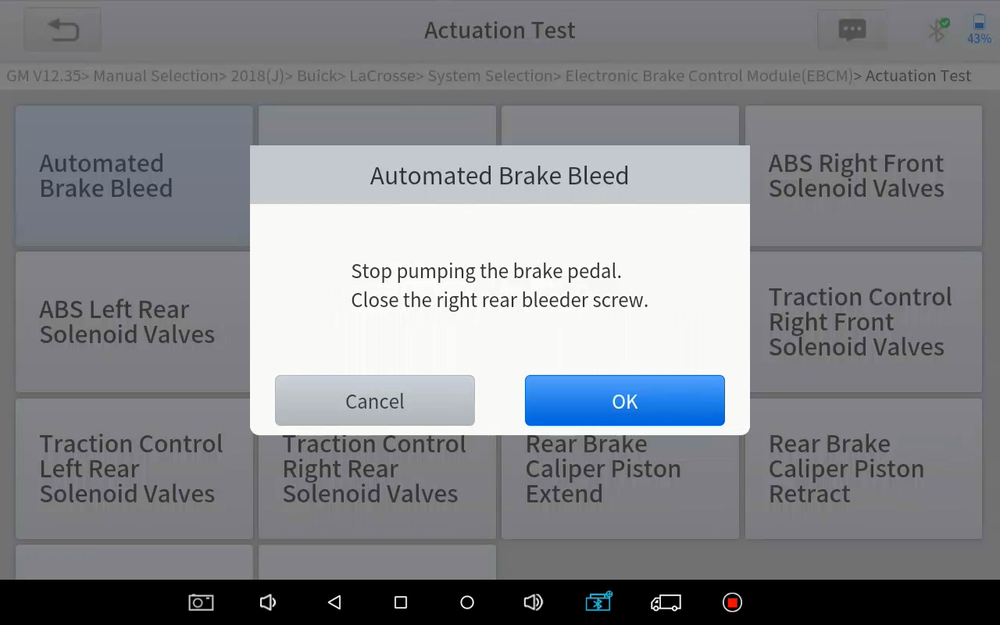 Actuation Test
43%
GM V12.35> Manual Selection> 2018(J)> Buick> LaCrosse> System Selection> Electronic Brake Control Module(EBCM)> Actuation Test
Automated
Brake Bleed
ABS Right Front
Solenoid Valves
Automated Brake Bleed
Stop pumping the brake pedal.
Close the right rear bleeder screw.
Cancel
OK
ABS Left Rear
Solenoid Valves
Traction Control
Right Front
Solenoid Valves
Traction Control
Left Rear
Solenoid Valves
Traction Control
Right Rear
Solenoid Valves
Rear Brake
Caliper Piston
Extend
Rear Brake
Caliper Piston
Retract